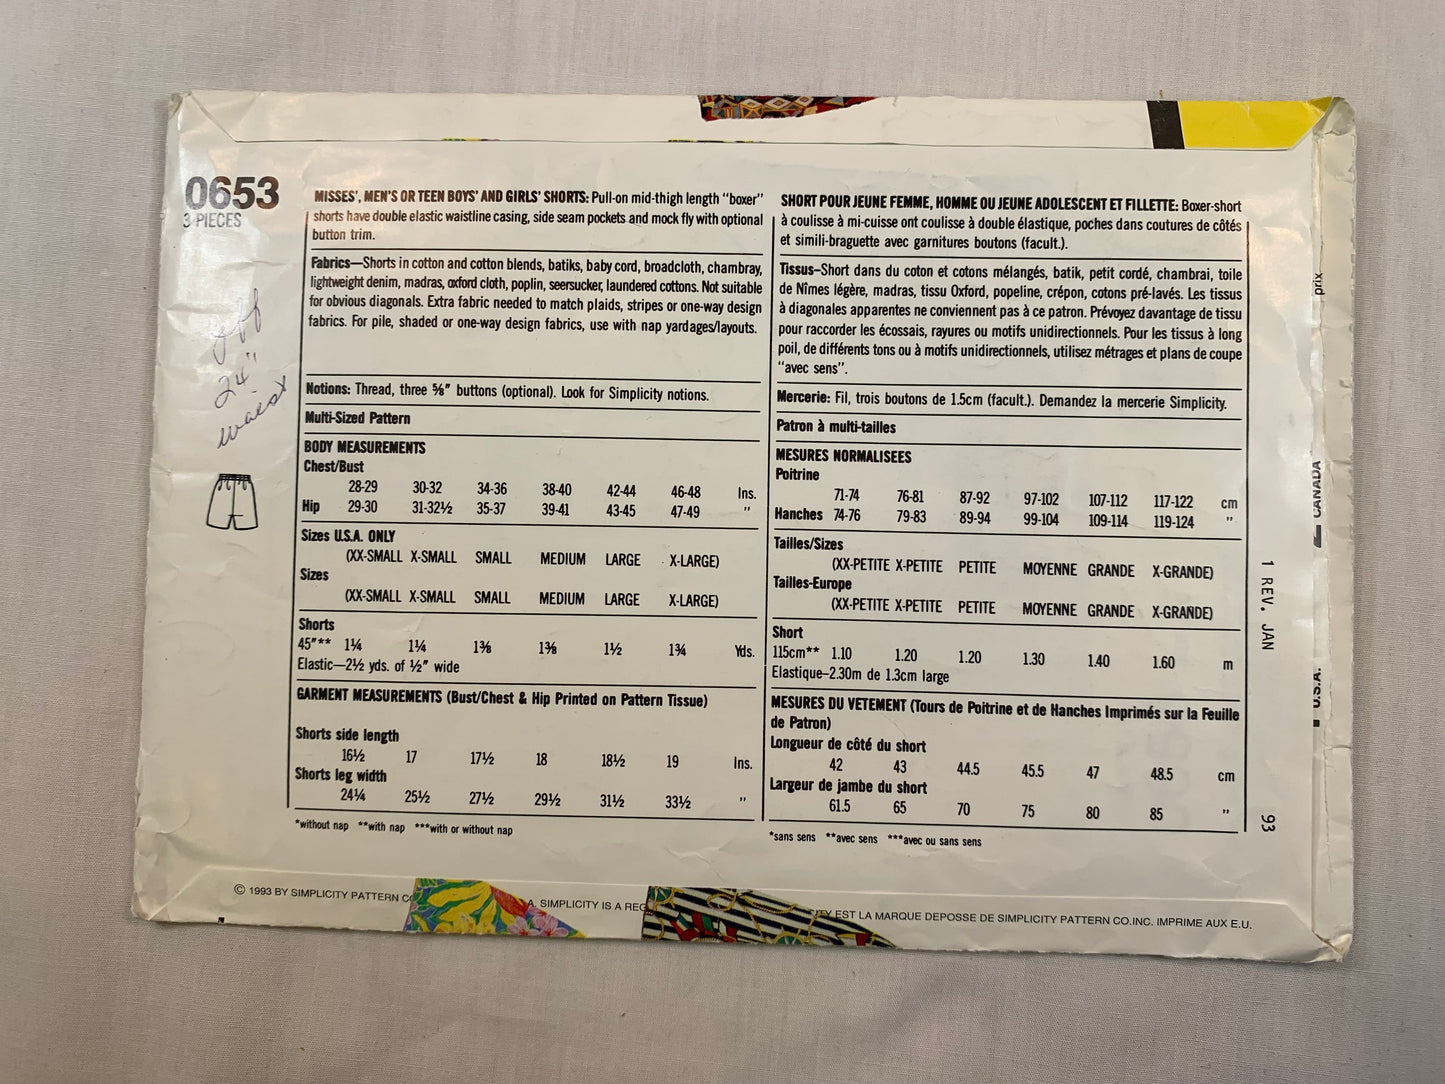 0653
3 PIECES
Jeff
24"
waist
MISSES', MEN'S OR TEEN BOYS' AND GIRLS' SHORTS: Pull-on mid-thigh length "boxer"
shorts have double elastic waistline casing, side seam pockets and mock fly with optional
button trim.
Fabrics—Shorts in cotton and cotton blends, batiks, baby cord, broadcloth, chambray,
lightweight denim, madras, oxford cloth, poplin, seersucker, laundered cottons. Not suitable
for obvious diagonals. Extra fabric needed to match plaids, stripes or one-way design
fabrics. For pile, shaded or one-way design fabrics, use with nap yardages/layouts.
Notions: Thread, three ⅝" buttons (optional). Look for Simplicity notions.
Multi-Sized Pattern
BODY MEASUREMENTS
Chest/Bust
28-29 30-32 34-36 38-40 42-44 46-48 Ins.
Hip 29-30 31-32½ 35-37 39-41 43-45 47-49 "
Sizes U.S.A. ONLY
(XX-SMALL X-SMALL SMALL MEDIUM LARGE X-LARGE)
Sizes
(XX-SMALL X-SMALL SMALL MEDIUM LARGE X-LARGE)
Shorts
45"** 1¼ 1¼ 1⅜ 1⅜ 1½ 1¾ Yds.
Elastic—2½ yds. of ½" wide
GARMENT MEASUREMENTS (Bust/Chest & Hip Printed on Pattern Tissue)
Shorts side length
16½ 17 17½ 18 18½ 19 Ins.
Shorts leg width
24¼ 25½ 27½ 29½ 31½ 33½ "
*without nap **with nap ***with or without nap
SHORT POUR JEUNE FEMME, HOMME OU JEUNE ADOLESCENT ET FILLETTE: Boxer-short
à coulisse à mi-cuisse ont coulisse à double élastique, poches dans coutures de côtés
et simili-braguette avec garnitures boutons (facult.).
Tissus–Short dans du coton et cotons mélangés, batik, petit cordé, chambrai, toile
de Nîmes légère, madras, tissu Oxford, popeline, crépon, cotons pré-lavés. Les tissus
à diagonales apparentes ne conviennent pas à ce patron. Prévoyez davantage de tissu
pour raccorder les écossais, rayures ou motifs unidirectionnels. Pour les tissus à long
poil, de différents tons ou à motifs unidirectionnels, utilisez métrages et plans de coupe
"avec sens".
Mercerie: Fil, trois boutons de 1.5cm (facult.). Demandez la mercerie Simplicity.
Patron à multi-tailles
MESURES NORMALISEES
Poitrine
71-74 76-81 87-92 97-102 107-112 117-122 cm
Hanches 74-76 79-83 89-94 99-104 109-114 119-124 "
Tailles/Sizes
(XX-PETITE X-PETITE PETITE MOYENNE GRANDE X-GRANDE)
Tailles-Europe
(XX-PETITE X-PETITE PETITE MOYENNE GRANDE X-GRANDE)
Short
115cm** 1.10 1.20 1.20 1.30 1.40 1.60 m
Elastique–2.30m de 1.3cm large
MESURES DU VETEMENT (Tours de Poitrine et de Hanches Imprimés sur la Feuille
de Patron)
Longueur de côté du short
42 43 44.5 45.5 47 48.5 cm
Largeur de jambe du short
61.5 65 70 75 80 85 "
*sans sens **avec sens ***avec ou sans sens
1 REV. JAN 93
prix
CANADA
U.S.A.
© 1993 BY SIMPLICITY PATTERN CO
A. SIMPLICITY IS A REG
EST LA MARQUE DEPOSSE DE SIMPLICITY PATTERN CO.INC. IMPRIME AUX E.U.